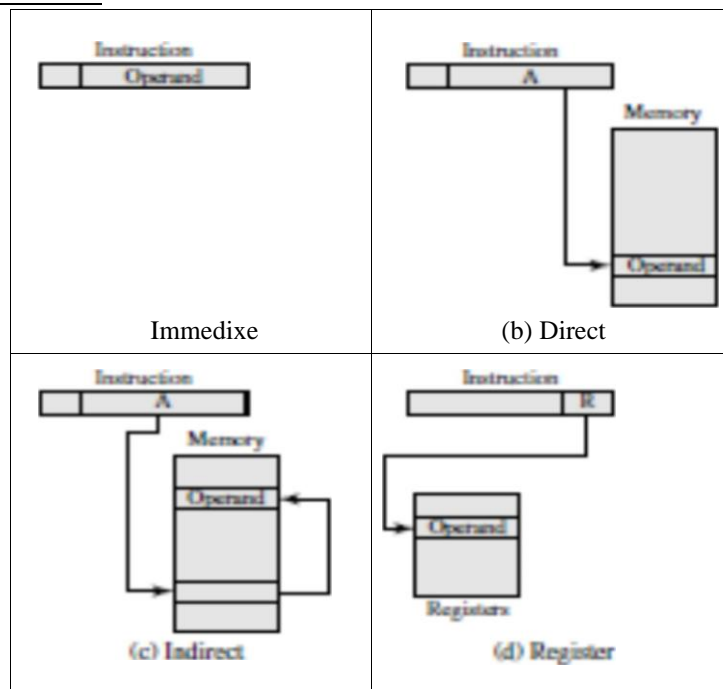 Instruction
Operand
Immedixe
Instruction
A
Memory
Operand
(b) Direct
Instruction
A
Memory
Operand
(c) Indirect
Instruction
R
Operand
Registers
(d) Register